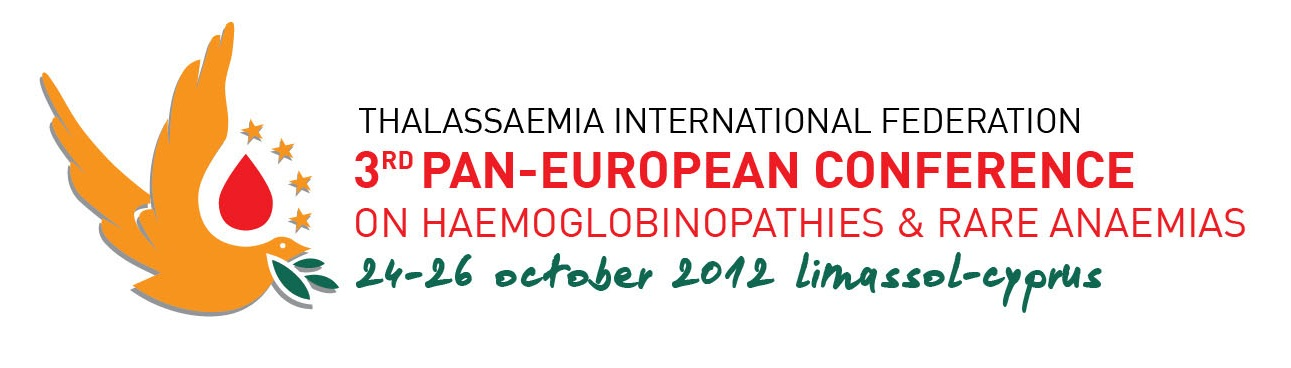 THALASSAEMIA INTERNATIONAL FEDERATION
3RD PAN-EUROPEAN CONFERENCE
ON HAEMOGLOBINOPATHIES & RARE ANAEMIAS
24-26 october 2012 limassol-cyprus